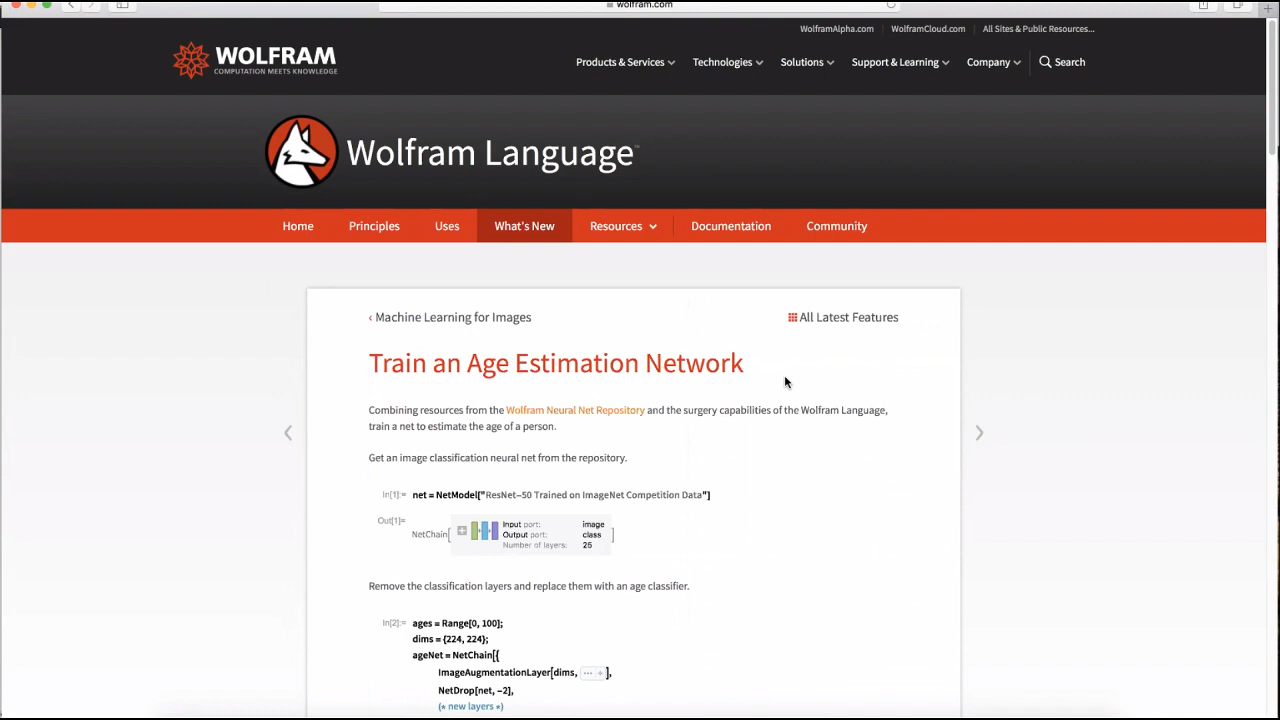 wolfram.com
WolframAlpha.com WolframCloud.com All Sites & Public Resources...
WOLFRAM
COMPUTATION MEETS KNOWLEDGE
Products & Services Technologies Solutions Support & Learning Company Search
Wolfram Language™
Home Principles Uses What's New Resources Documentation Community
‹ Machine Learning for Images All Latest Features
Train an Age Estimation Network
Combining resources from the Wolfram Neural Net Repository and the surgery capabilities of the Wolfram Language,
train a net to estimate the age of a person.
Get an image classification neural net from the repository.
In[1]:= net = NetModel["ResNet-50 Trained on ImageNet Competition Data"]
Out[1]=
NetChain[ Input port: image
Output port: class
Number of layers: 25 ]
Remove the classification layers and replace them with an age classifier.
In[2]:= ages = Range[0, 100];
dims = {224, 224};
ageNet = NetChain[{
ImageAugmentationLayer[dims, ... + ],
NetDrop[net, -2],
(* new layers *)